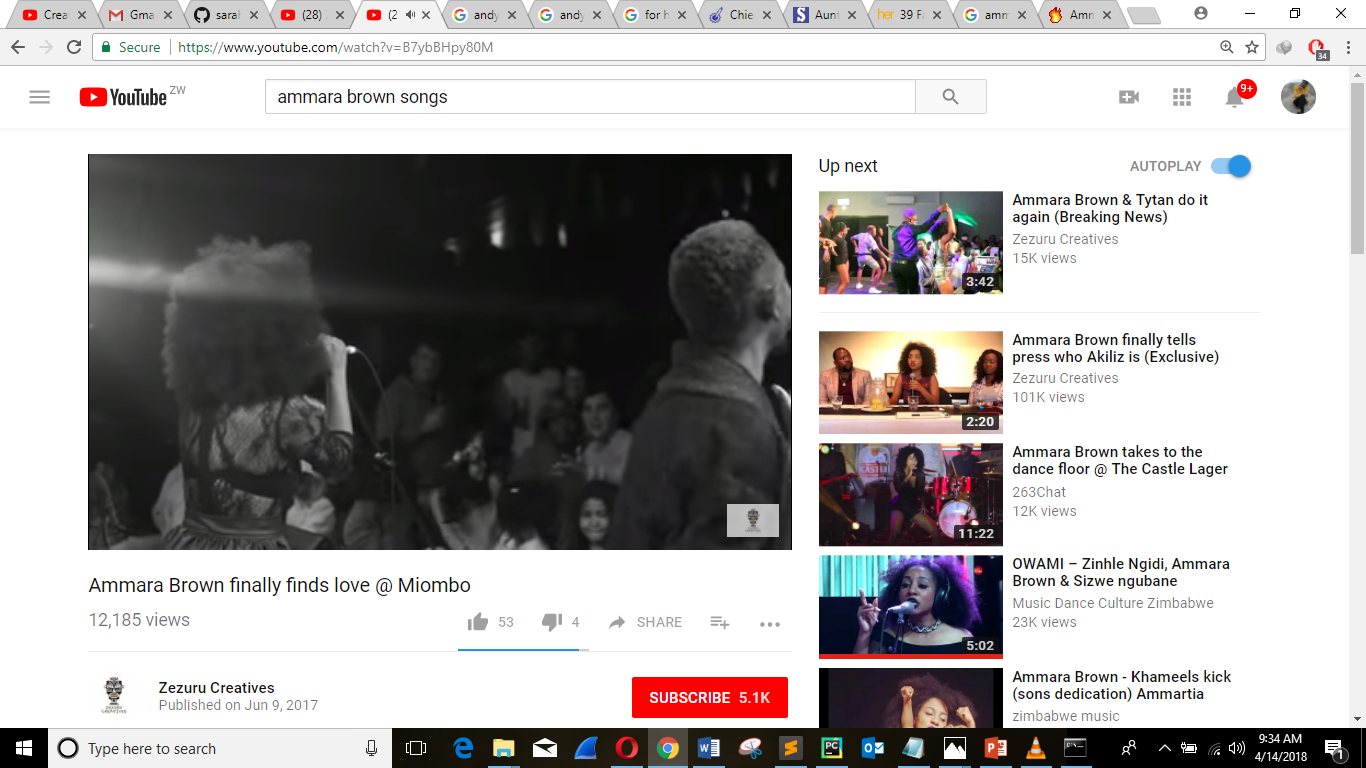 Crea
Gma
sarah
(28)
(2
andy
andy
for h
Chie
Aunt
her 39 Fa
amm
Amn
Secure
https://www.youtube.com/watch?v=B7ybBHpy80M
34
YouTube ZW
ammara brown songs
9+
Up next
AUTOPLAY
Ammara Brown & Tytan do it
again (Breaking News)
Zezuru Creatives
15K views
3:42
Ammara Brown finally tells
press who Akiliz is (Exclusive)
Zezuru Creatives
101K views
2:20
Ammara Brown takes to the
dance floor @ The Castle Lager
263Chat
12K views
11:22
OWAMI – Zinhle Ngidi, Ammara
Brown & Sizwe ngubane
Music Dance Culture Zimbabwe
23K views
5:02
Ammara Brown - Khameels kick
(sons dedication) Ammartia
zimbabwe music
Ammara Brown finally finds love @ Miombo
12,185 views
53
4
SHARE
Zezuru Creatives
Published on Jun 9, 2017
SUBSCRIBE 5.1K
Type here to search
9:34 AM
4/14/2018
1